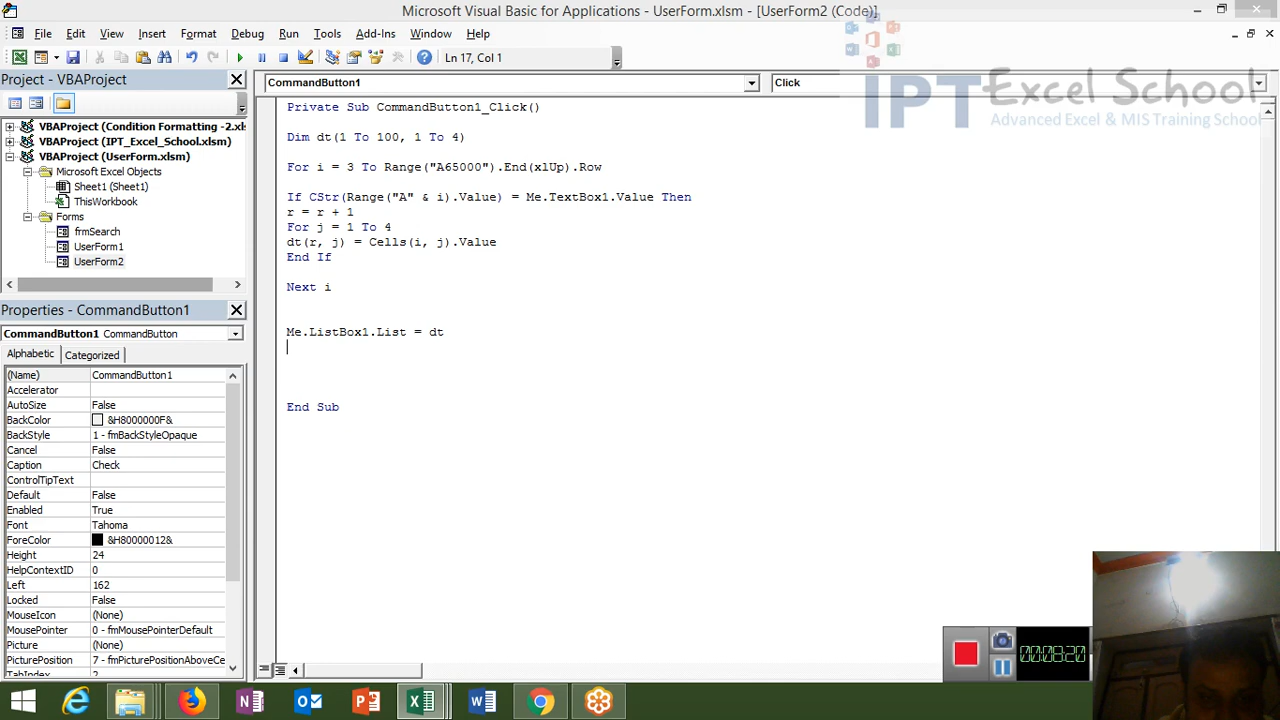 Microsoft Visual Basic for Applications - UserForm.xlsm - [UserForm2 (Code)]
File Edit View Insert Format Debug Run Tools Add-Ins Window Help
Ln 17, Col 1
IPT Excel School
Advanced Excel & MIS Training School
Project - VBAProject
CommandButton1
Click
VBAProject (Condition Formatting -2.xls
VBAProject (IPT_Excel_School.xlsm)
VBAProject (UserForm.xlsm)
Microsoft Excel Objects
Sheet1 (Sheet1)
ThisWorkbook
Forms
frmSearch
UserForm1
UserForm2
Private Sub CommandButton1_Click()
Dim dt(1 To 100, 1 To 4)
For i = 3 To Range("A65000").End(xlUp).Row
If CStr(Range("A" & i).Value) = Me.TextBox1.Value Then
r = r + 1
For j = 1 To 4
dt(r, j) = Cells(i, j).Value
End If
Next i
Me.ListBox1.List = dt
End Sub
Properties - CommandButton1
CommandButton1 CommandButton
Alphabetic Categorized
(Name) CommandButton1
Accelerator
AutoSize False
BackColor &H8000000F&
BackStyle 1 - fmBackStyleOpaque
Cancel False
Caption Check
ControlTipText
Default False
Enabled True
Font Tahoma
ForeColor &H80000012&
Height 24
HelpContextID 0
Left 162
Locked False
MouseIcon (None)
MousePointer 0 - fmMousePointerDefault
Picture (None)
PicturePosition 7 - fmPicturePositionAboveCe
TabIndex 2
00:08:20